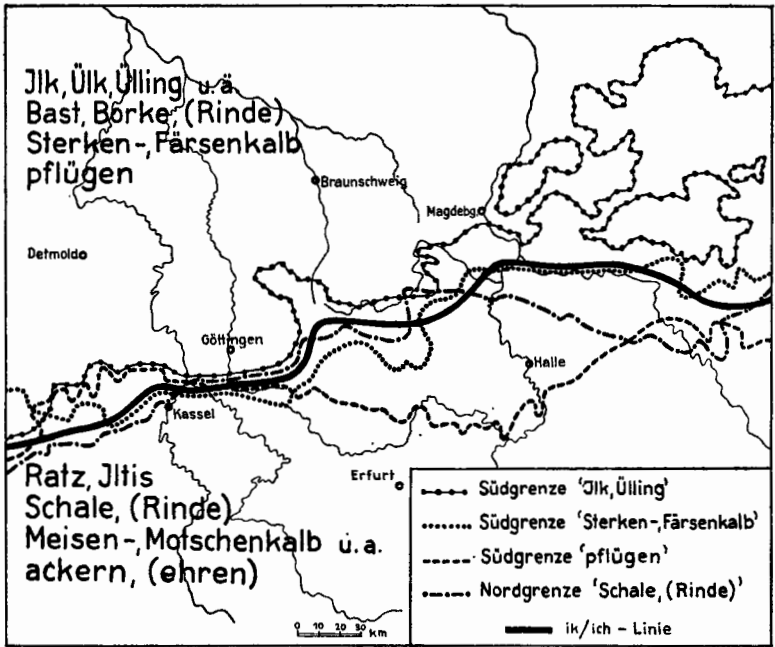 Jlk, Ülk, Ülling u.ä
Bast, Borke, (Rinde)
Sterken-, Färsenkalb
pflügen
Braunschweig
Magdebg.
Detmold
Göttingen
Halle
Kassel
Erfurt
Ratz, Jltis
Schale, (Rinde)
Meisen-, Motschenkalb u.a.
ackern, (ehren)
Südgrenze 'Jlk, Ülling'
Südgrenze 'Sterken-, Färsenkalb'
Südgrenze 'pflügen'
Nordgrenze 'Schale, (Rinde)'
ik/ich - Linie
0 10 20 30
km